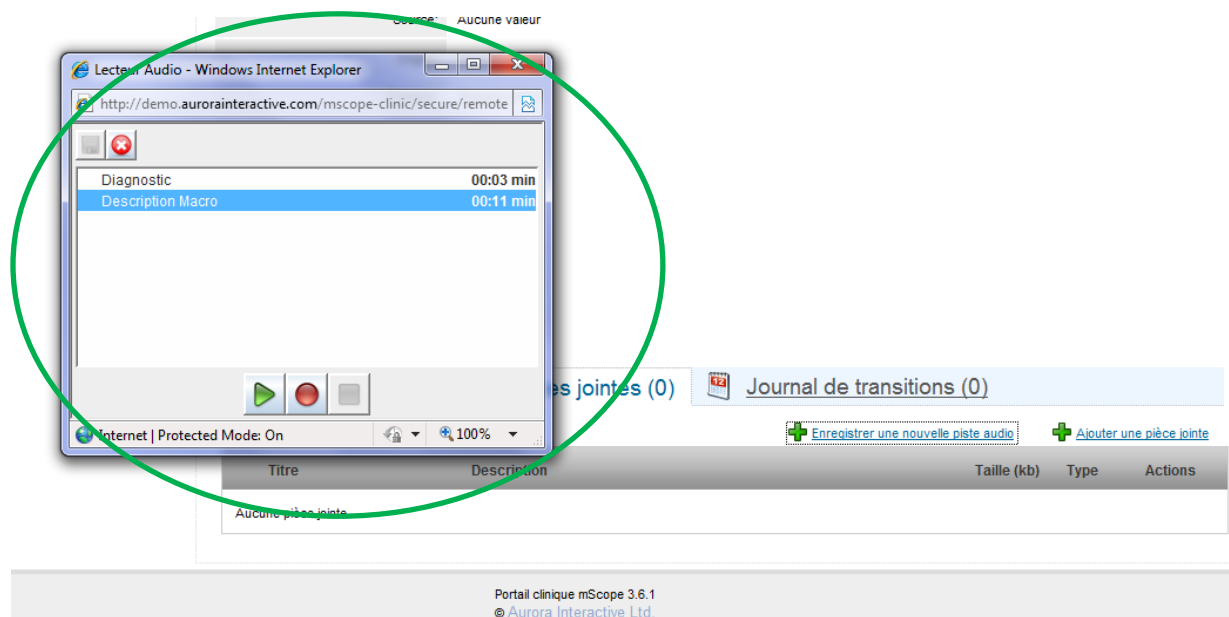 Source: Aucune valeur
Lecteur Audio - Windows Internet Explorer
http://demo.aurorainteractive.com/mscope-clinic/secure/remote
Diagnostic 00:03 min
Description Macro 00:11 min
es jointes (0) Journal de transitions (0)
Internet | Protected Mode: On 100%
Enregistrer une nouvelle piste audio Ajouter une pièce jointe
Titre Description Taille (kb) Type Actions
Aucune pièce jointe
Portail clinique mScope 3.6.1
© Aurora Interactive Ltd.